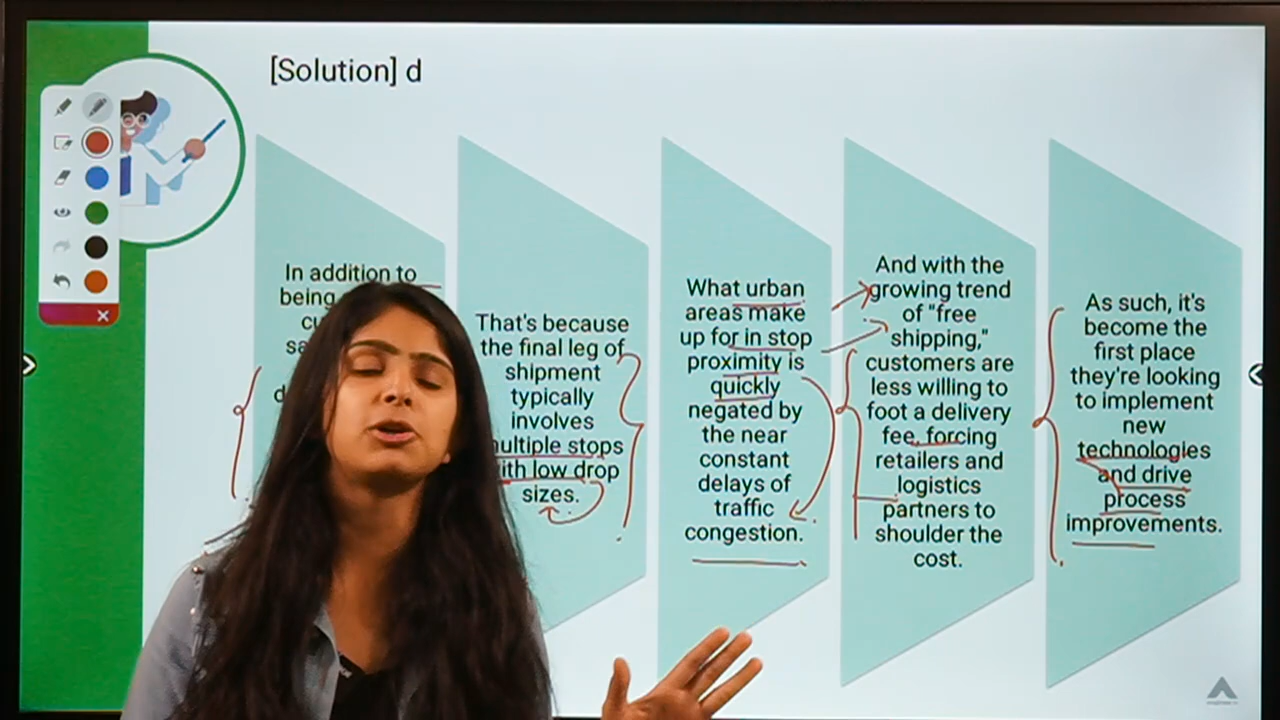 [Solution] d
In addition to
being
cu
sa
d
That's because
the final leg of
shipment
typically
involves
ultiple stops
ith low drop
sizes.
What urban
areas make
up for in stop
proximity is
quickly
negated by
the near
constant
delays of
traffic
congestion.
And with the
growing trend
of "free
shipping,"
customers are
less willing to
foot a delivery
fee, forcing
retailers and
logistics
partners to
shoulder the
cost.
As such, it's
become the
first place
they're looking
to implement
new
technologies
and drive
process
improvements.